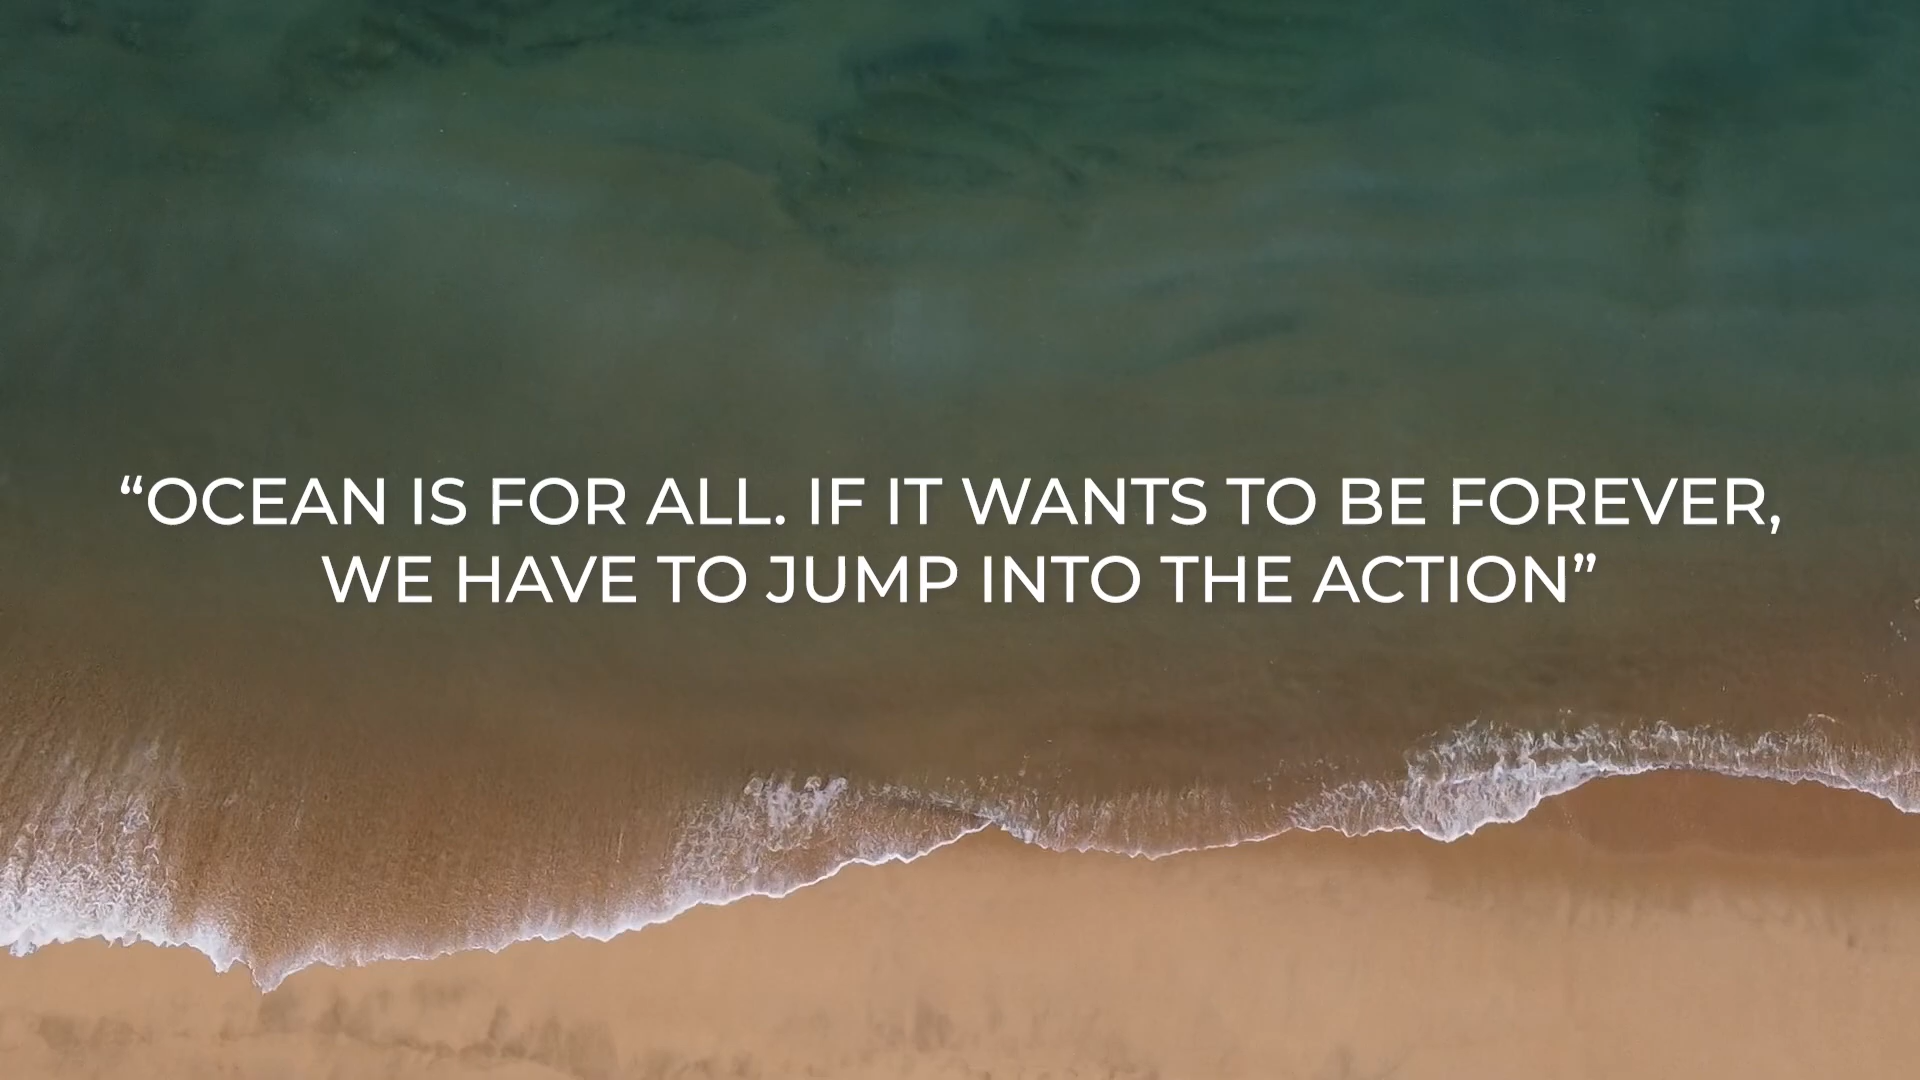 “OCEAN IS FOR ALL. IF IT WANTS TO BE FOREVER,
WE HAVE TO JUMP INTO THE ACTION”